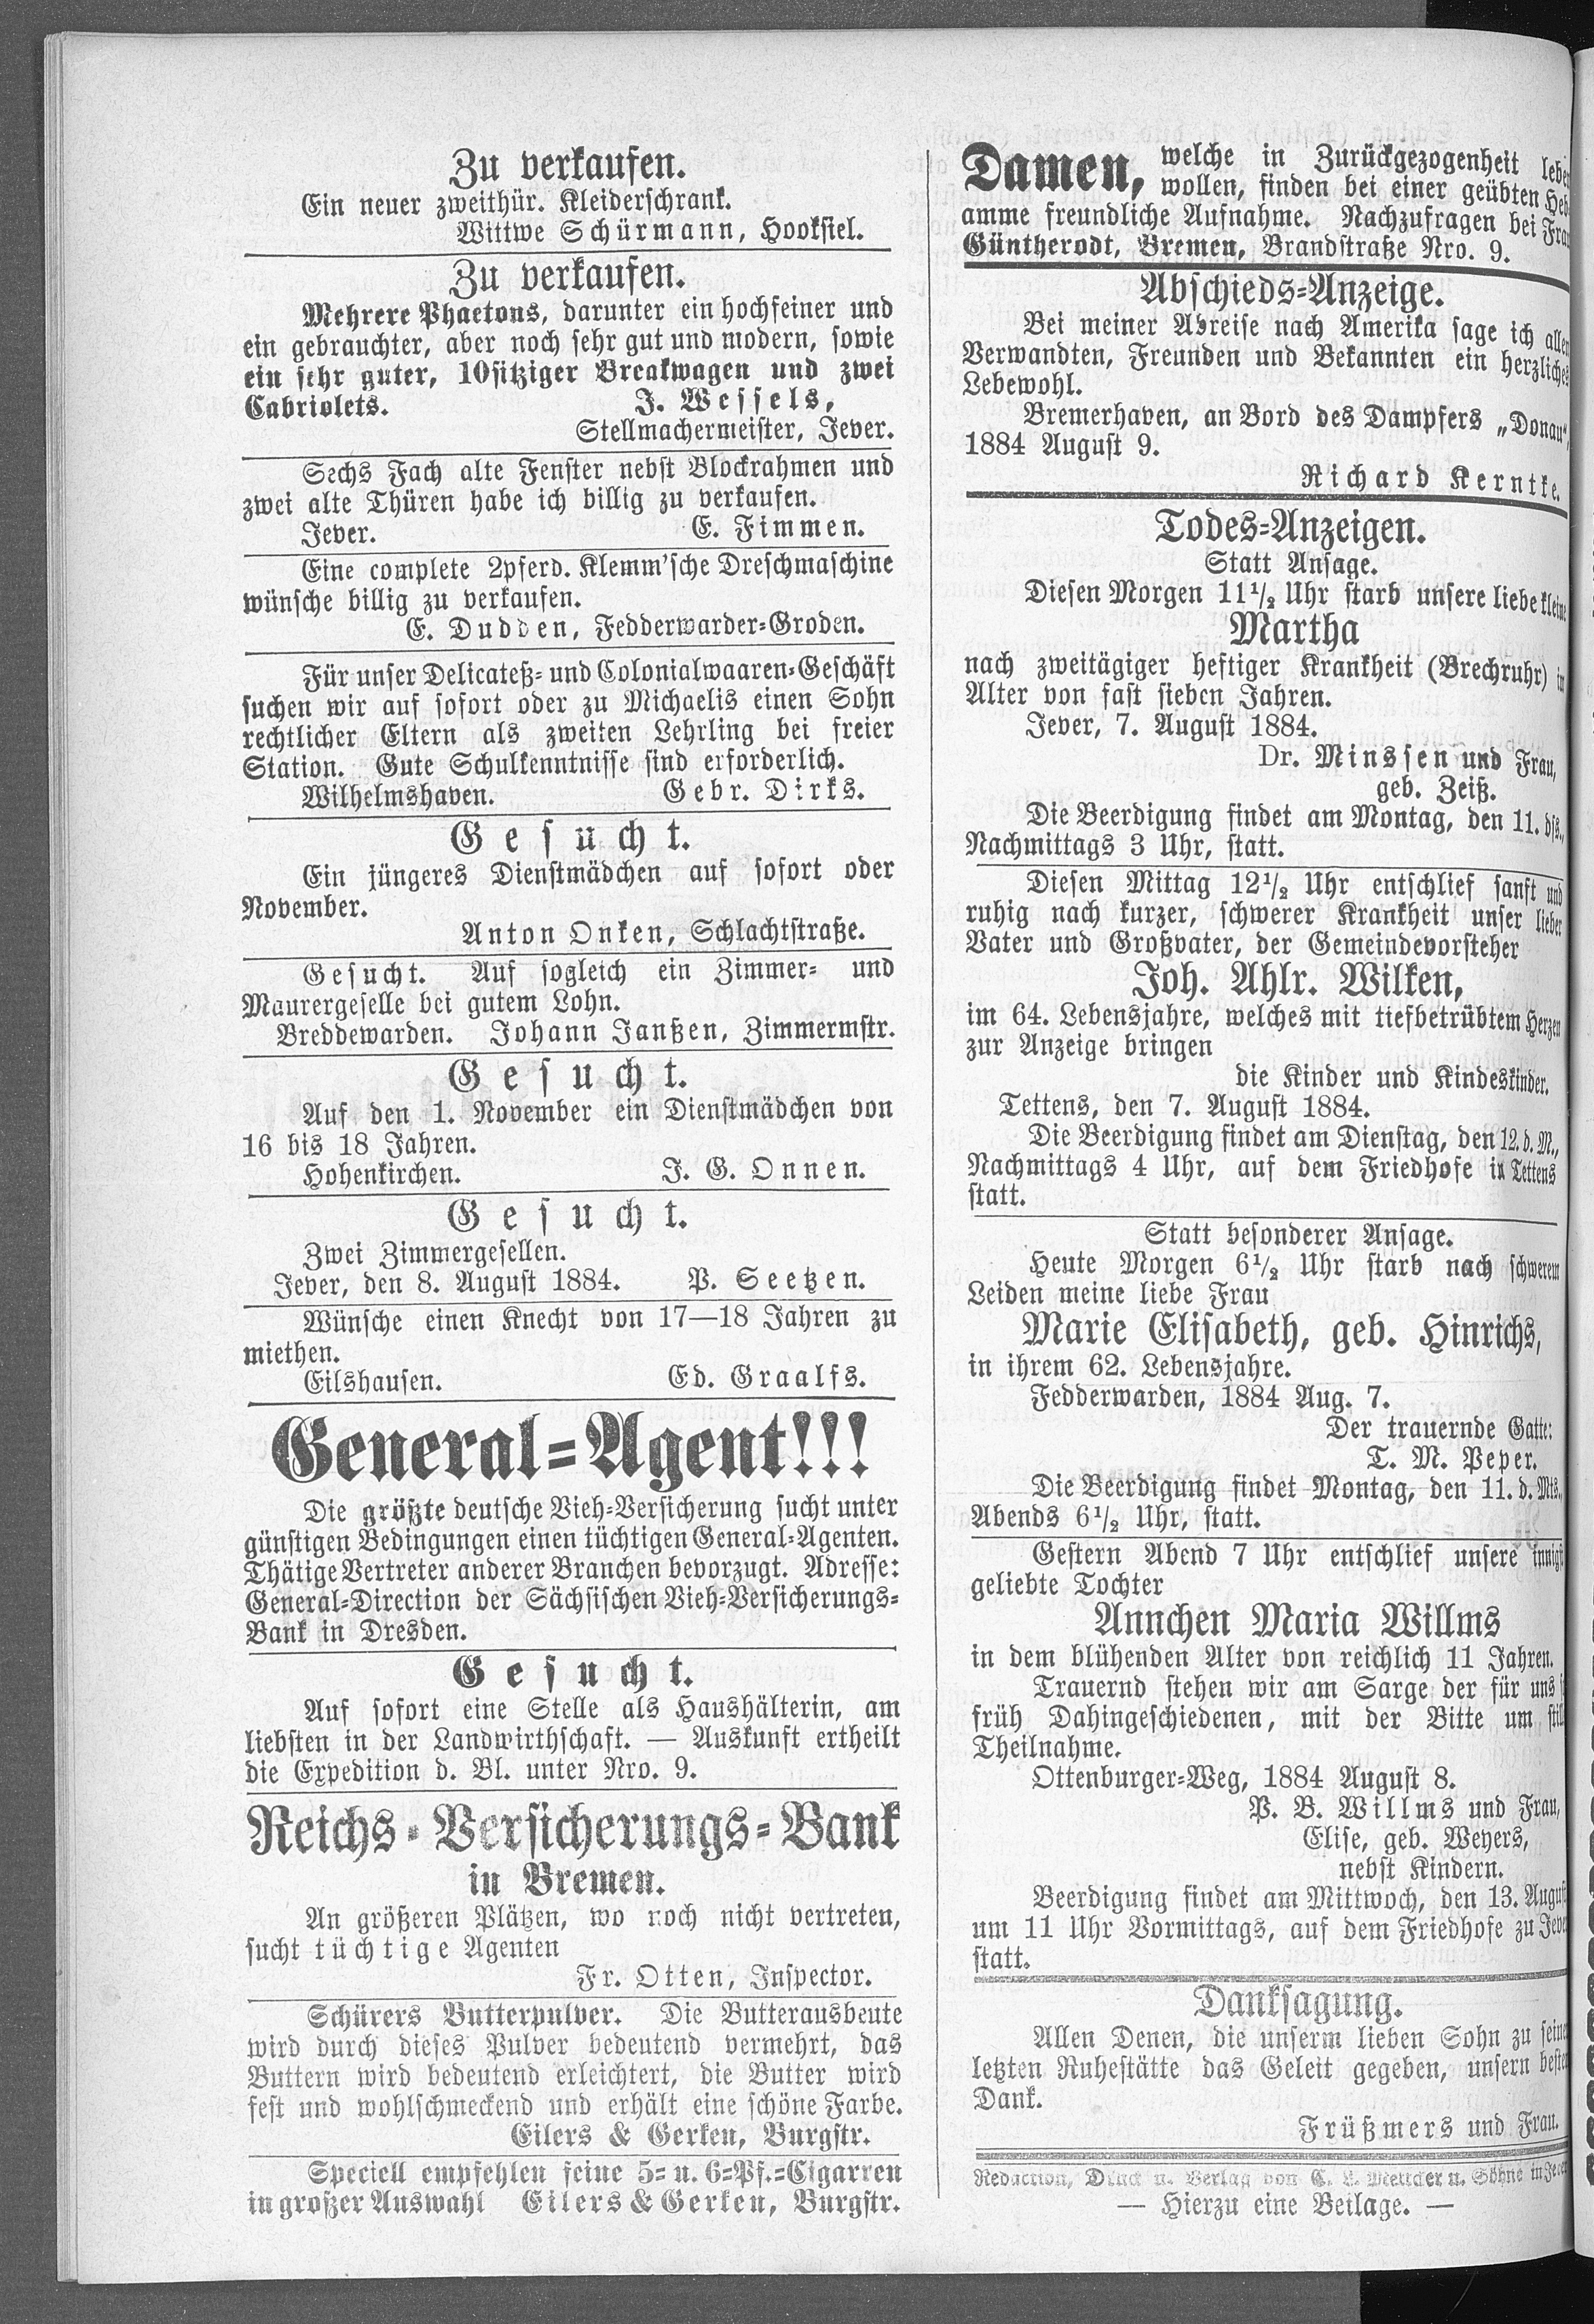 Zu verkaufen.
Ein neuer zweithür. Kleiderschrank.
Wittwe Schürmann, Hooksiel.
Zu verkaufen.
Mehrere Phaetons, darunter ein hochfeiner und
ein gebrauchter, aber noch sehr gut und modern, sowie
ein sehr guter, 10sitziger Breakwagen und zwei
Cabriolets. J. Wessels,
Stellmachermeister, Jever.
Sechs Fach alte Fenster nebst Blockrahmen und
zwei alte Thüren habe ich billig zu verkaufen.
Jever. E. Fimmen.
Eine complete 2pferd. Klemm'sche Dreschmaschine
wünsche billig zu verkaufen.
E. Dudden, Fedderwarder-Groden.
Für unser Delicateß- und Colonialwaaren-Geschäft
suchen wir auf sofort oder zu Michaelis einen Sohn
rechtlicher Eltern als zweiten Lehrling bei freier
Station. Gute Schulkenntnisse sind erforderlich.
Wilhelmshaven. Gebr. Dirks.
Gesucht.
Ein jüngeres Dienstmädchen auf sofort oder
November.
Anton Onken, Schlachtstraße.
Gesucht. Auf sogleich ein Zimmer- und
Maurergeselle bei gutem Lohn.
Breddewarden. Johann Janßen, Zimmermstr.
Gesucht.
Auf den 1. November ein Dienstmädchen von
16 bis 18 Jahren.
Hohenkirchen. J. G. Onnen.
Gesucht.
Zwei Zimmergesellen.
Jever, den 8. August 1884. P. Seetzen.
Wünsche einen Knecht von 17—18 Jahren zu
miethen.
Eilshausen. Ed. Graalfs.
General-Agent!!!
Die größte deutsche Vieh-Versicherung sucht unter
günstigen Bedingungen einen tüchtigen General-Agenten.
Thätige Vertreter anderer Branchen bevorzugt. Adresse:
General-Direction der Sächsischen Vieh-Versicherungs-
Bank in Dresden.
Gesucht.
Auf sofort eine Stelle als Haushälterin, am
liebsten in der Landwirthschaft. — Auskunft ertheilt
die Expedition d. Bl. unter Nro. 9.
Reichs-Versicherungs-Bank
in Bremen.
An größeren Plätzen, wo noch nicht vertreten,
sucht tüchtige Agenten
Fr. Otten, Inspector.
Schürers Butterpulver. Die Butterausbeute
wird durch dieses Pulver bedeutend vermehrt, das
Buttern wird bedeutend erleichtert, die Butter wird
fest und wohlschmeckend und erhält eine schöne Farbe.
Eilers & Gerken, Burgstr.
Speciell empfehlen feine 5- u. 6-Pf.-Cigarren
in großer Auswahl Eilers & Gerken, Burgstr.
Damen, welche in Zurückgezogenheit leben
wollen, finden bei einer geübten Heb-
amme freundliche Aufnahme. Nachzufragen bei Frau
Güntherodt, Bremen, Brandstraße Nro. 9.
Abschieds-Anzeige.
Bei meiner Abreise nach Amerika sage ich allen
Verwandten, Freunden und Bekannten ein herzliches
Lebewohl.
Bremerhaven, an Bord des Dampfers „Donau",
1884 August 9.
Richard Kerntke.
Todes-Anzeigen.
Statt Ansage.
Diesen Morgen 11½ Uhr starb unsere liebe kleine
Martha
nach zweitägiger heftiger Krankheit (Brechruhr) im
Alter von fast sieben Jahren.
Jever, 7. August 1884.
Dr. Minssen und Frau,
geb. Zeiß.
Die Beerdigung findet am Montag, den 11. dss.,
Nachmittags 3 Uhr, statt.
Diesen Mittag 12½ Uhr entschlief sanft und
ruhig nach kurzer, schwerer Krankheit unser lieber
Vater und Großvater, der Gemeindevorsteher
Joh. Ahlr. Wilken,
im 64. Lebensjahre, welches mit tiefbetrübtem Herzen
zur Anzeige bringen
die Kinder und Kindeskinder.
Tettens, den 7. August 1884.
Die Beerdigung findet am Dienstag, den 12. d. M.,
Nachmittags 4 Uhr, auf dem Friedhofe in Tettens
statt.
Statt besonderer Ansage.
Heute Morgen 6½ Uhr starb nach schwerem
Leiden meine liebe Frau
Marie Elisabeth, geb. Hinrichs,
in ihrem 62. Lebensjahre.
Fedderwarden, 1884 Aug. 7.
Der trauernde Gatte:
T. M. Peper.
Die Beerdigung findet Montag, den 11. d. Mts.,
Abends 6½ Uhr, statt.
Gestern Abend 7 Uhr entschlief unsere innigst
geliebte Tochter
Annchen Maria Willms
in dem blühenden Alter von reichlich 11 Jahren.
Trauernd stehen wir am Sarge der für uns
früh Dahingeschiedenen, mit der Bitte um
Theilnahme.
Ottenburger-Weg, 1884 August 8.
P. B. Willms und Frau,
Elise, geb. Weyers,
nebst Kindern.
Beerdigung findet am Mittwoch, den 13. August
um 11 Uhr Vormittags, auf dem Friedhofe zu Jever
statt.
Danksagung.
Allen Denen, die unserm lieben Sohn zu seiner
letzten Ruhestätte das Geleit gegeben, unsern besten
Dank.
Früßmers und Frau.
Redaction, Druck u. Verlag von C. L. Mettcker u. Söhne in Jever
— Hierzu eine Beilage. —